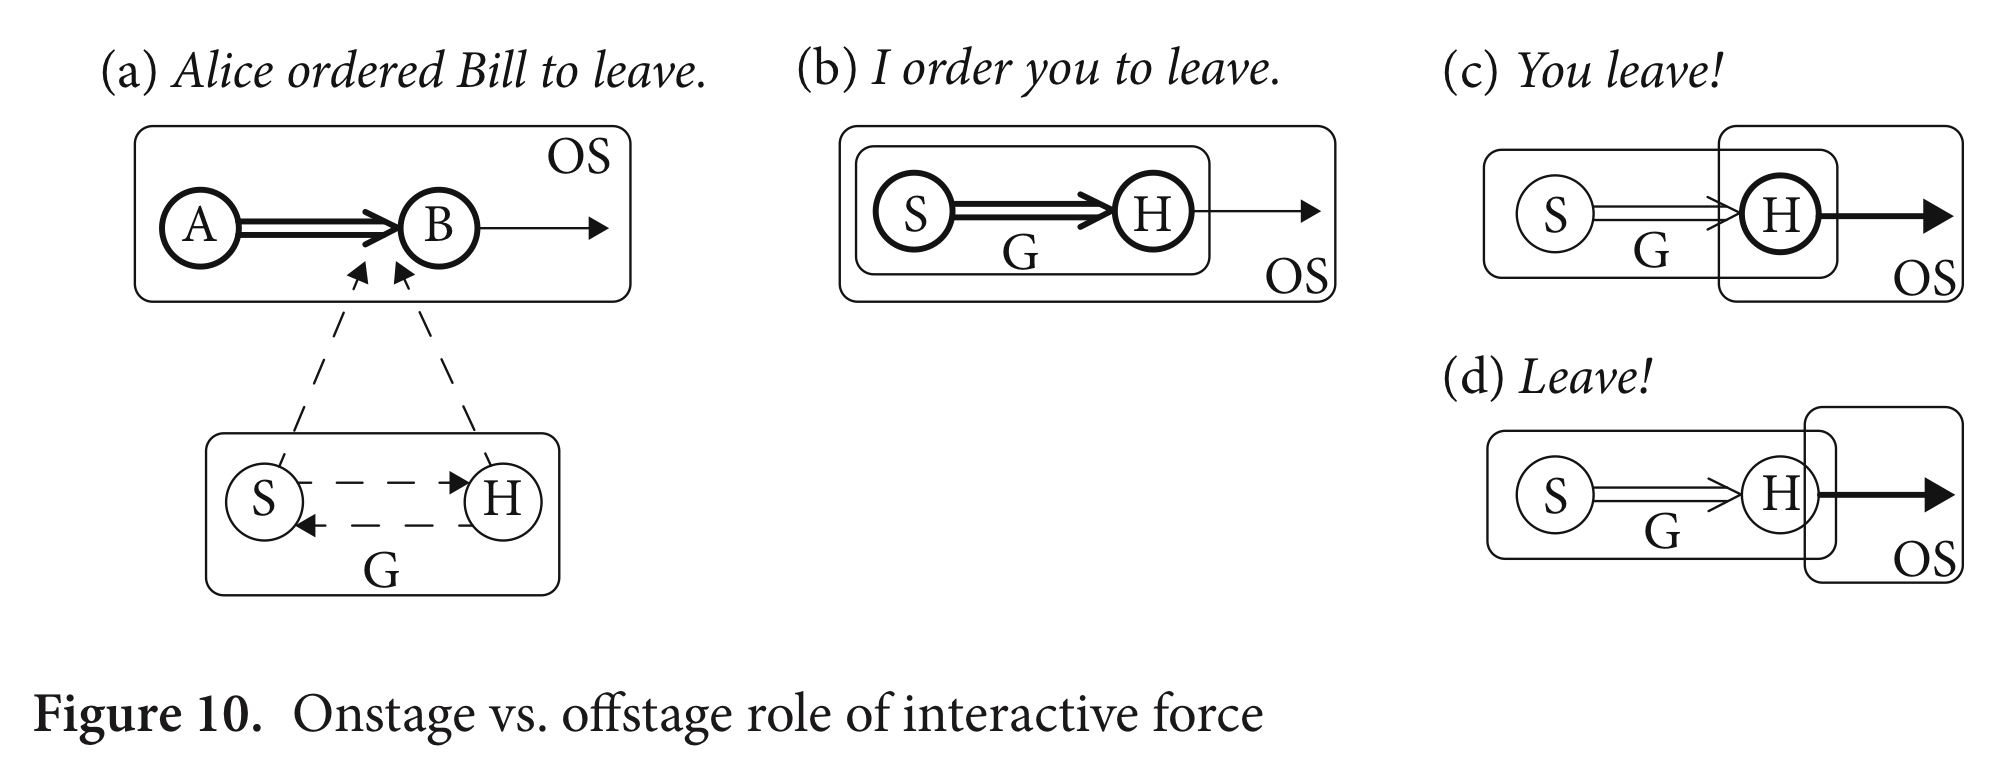 (a) Alice ordered Bill to leave.
OS
A
B
S
H
G
(b) I order you to leave.
S
H
G
OS
(c) You leave!
S
H
G
OS
(d) Leave!
S
H
G
OS
Figure 10. Onstage vs. offstage role of interactive force